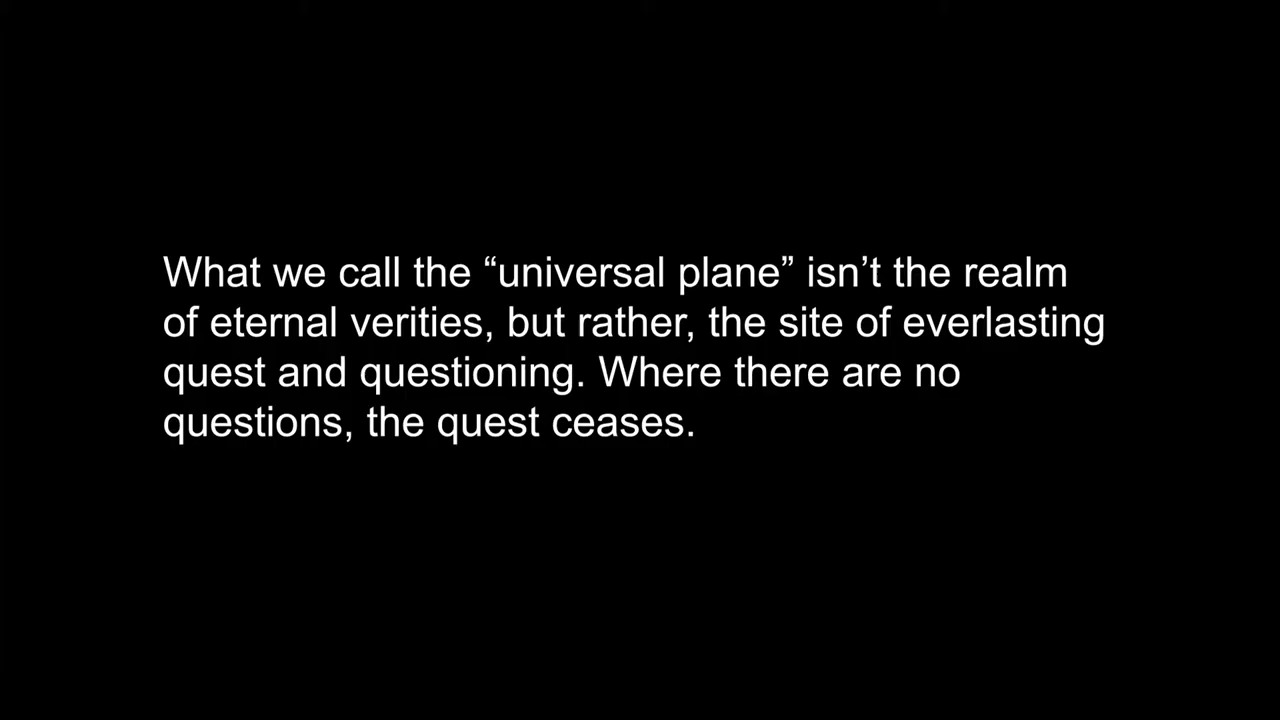 What we call the “universal plane” isn’t the realm
of eternal verities, but rather, the site of everlasting
quest and questioning. Where there are no
questions, the quest ceases.